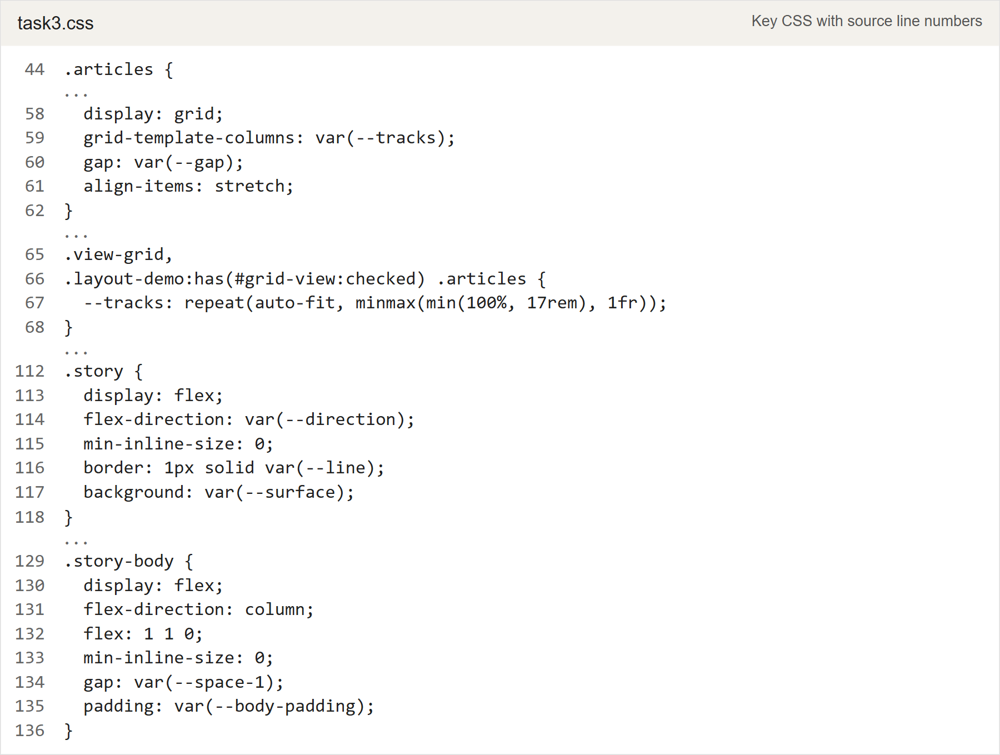 task3.css
Key CSS with source line numbers
44 .articles {
...
58 display: grid;
59 grid-template-columns: var(--tracks);
60 gap: var(--gap);
61 align-items: stretch;
62 }
...
65 .view-grid,
66 .layout-demo:has(#grid-view:checked) .articles {
67 --tracks: repeat(auto-fit, minmax(min(100%, 17rem), 1fr));
68 }
...
112 .story {
113 display: flex;
114 flex-direction: var(--direction);
115 min-inline-size: 0;
116 border: 1px solid var(--line);
117 background: var(--surface);
118 }
...
129 .story-body {
130 display: flex;
131 flex-direction: column;
132 flex: 1 1 0;
133 min-inline-size: 0;
134 gap: var(--space-1);
135 padding: var(--body-padding);
136 }